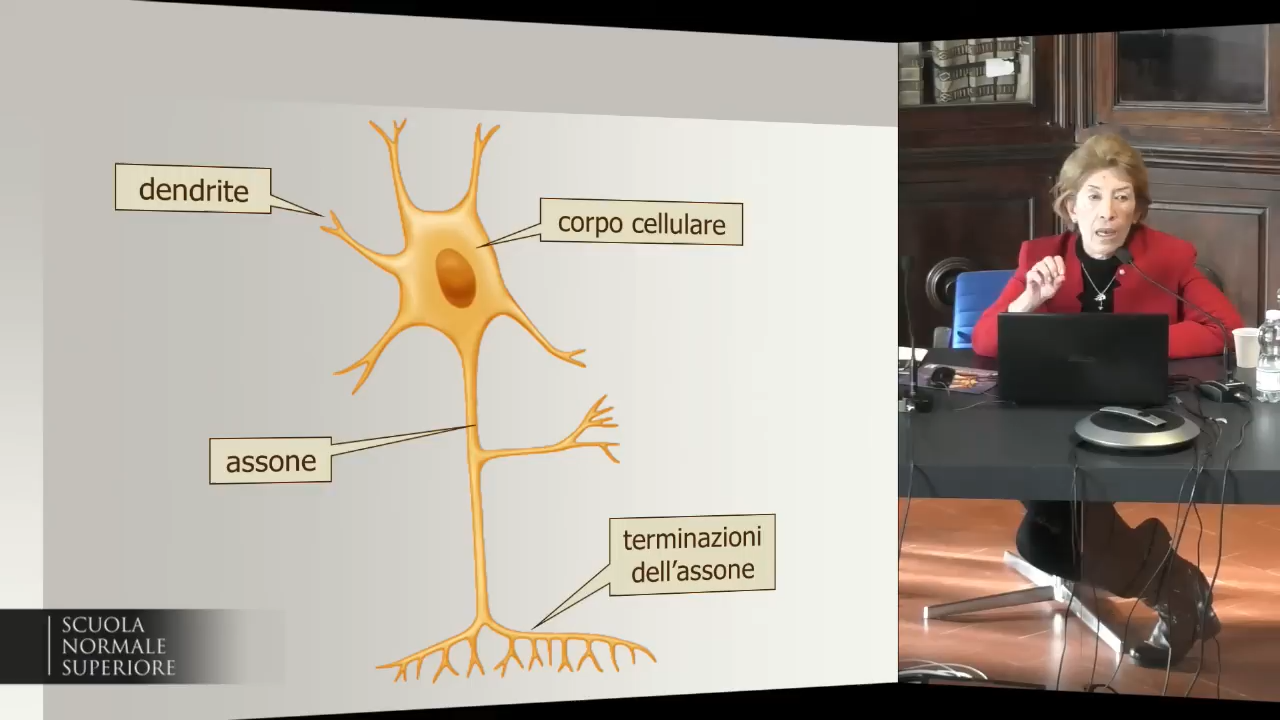 dendrite
corpo cellulare
assone
terminazioni
dell'assone
SCUOLA
NORMALE
SUPERIORE